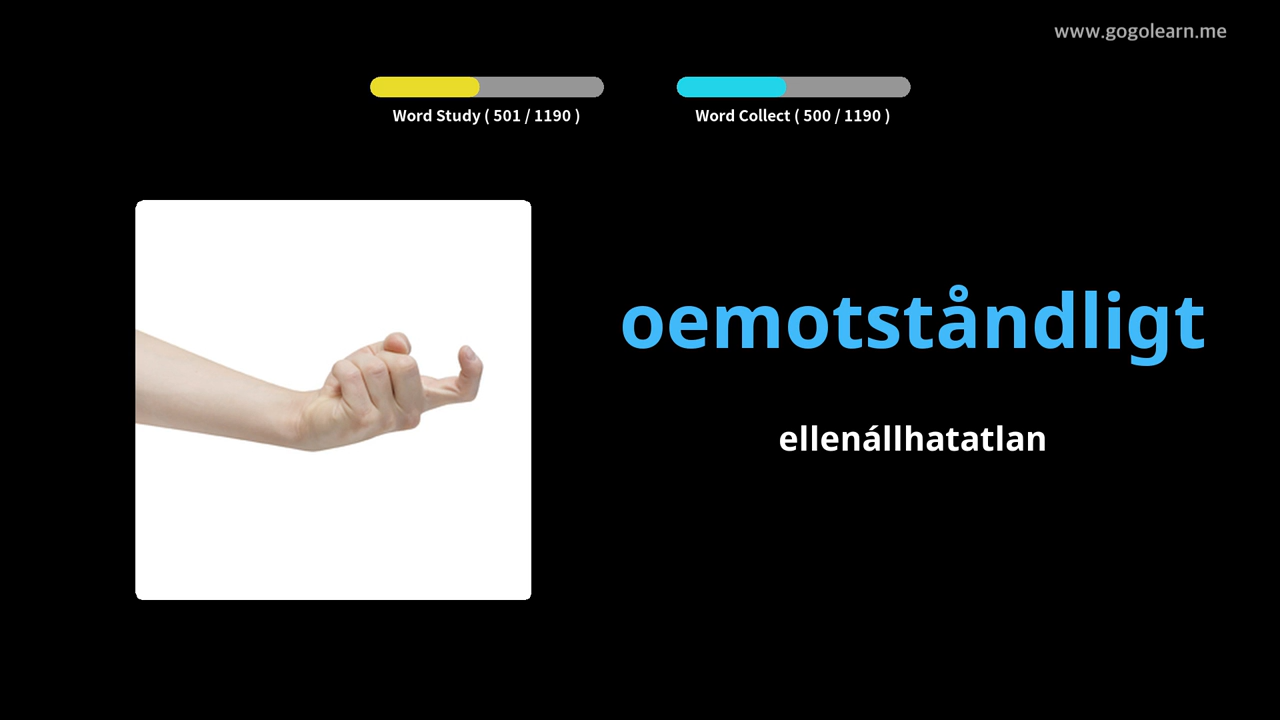 www.gogolearn.me
Word Study ( 501 / 1190 )
Word Collect ( 500 / 1190 )
oemotståndligt
ellenállhatatlan